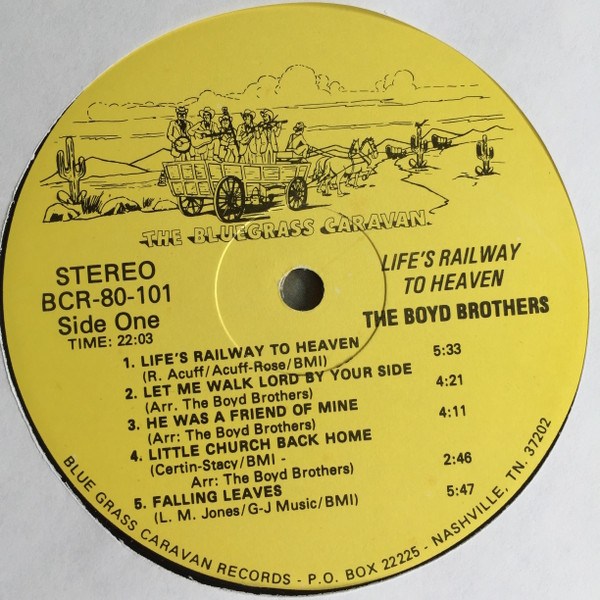 THE BLUEGRASS CARAVAN
STEREO
BCR-80-101
Side One
TIME: 22:03
LIFE'S RAILWAY
TO HEAVEN
THE BOYD BROTHERS
1. LIFE'S RAILWAY TO HEAVEN 5:33
(R. Acuff/Acuff-Rose/BMI)
2. LET ME WALK LORD BY YOUR SIDE 4:21
(Arr. The Boyd Brothers)
3. HE WAS A FRIEND OF MINE 4:11
(Arr: The Boyd Brothers)
4. LITTLE CHURCH BACK HOME
(Certin-Stacy/BMI -
Arr: The Boyd Brothers) 2:46
5. FALLING LEAVES 5:47
(L. M. Jones/G-J Music/BMI)
BLUE GRASS CARAVAN RECORDS - P.O. BOX 22225 - NASHVILLE, TN. 37202